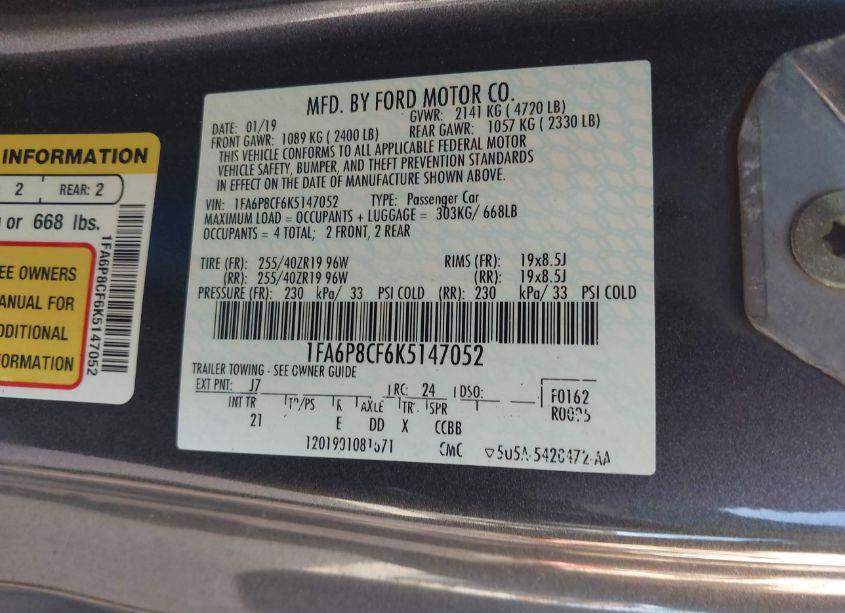 INFORMATION
: 2 REAR: 2
or 668 lbs.
EE OWNERS
ANUAL FOR
DDITIONAL
FORMATION
1FA6P8CF6K5147052
MFD. BY FORD MOTOR CO.
DATE: 01/19 GVWR: 2141 KG ( 4720 LB)
FRONT GAWR: 1089 KG ( 2400 LB) REAR GAWR: 1057 KG ( 2330 LB)
THIS VEHICLE CONFORMS TO ALL APPLICABLE FEDERAL MOTOR
VEHICLE SAFETY, BUMPER, AND THEFT PREVENTION STANDARDS
IN EFFECT ON THE DATE OF MANUFACTURE SHOWN ABOVE.
VIN: 1FA6P8CF6K5147052 TYPE: Passenger Car
MAXIMUM LOAD = OCCUPANTS + LUGGAGE = 303KG/ 668LB
OCCUPANTS = 4 TOTAL; 2 FRONT, 2 REAR
TIRE (FR): 255/40ZR19 96W RIMS (FR): 19x8.5J
(RR): 255/40ZR19 96W (RR): 19x8.5J
PRESSURE (FR): 230 kPa/ 33 PSI COLD (RR): 230 kPa/ 33 PSI COLD
1FA6P8CF6K5147052
TRAILER TOWING - SEE OWNER GUIDE
EXT PNT: J7 RC: 24 DSO: F0162
INT TR TP/PS R AXLE TR SPR
21 E DD X CCBB
CMC